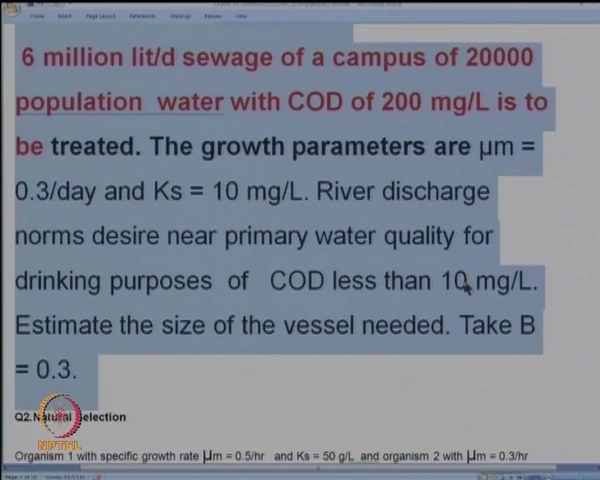 6 million lit/d sewage of a campus of 20000
population water with COD of 200 mg/L is to
be treated. The growth parameters are µm =
0.3/day and Ks = 10 mg/L. River discharge
norms desire near primary water quality for
drinking purposes of COD less than 10 mg/L.
Estimate the size of the vessel needed. Take B
= 0.3.
Q2.Natural Selection
NPTEL
Organism 1 with specific growth rate µm = 0.5/hr and Ks = 50 g/L and organism 2 with µm = 0.3/hr